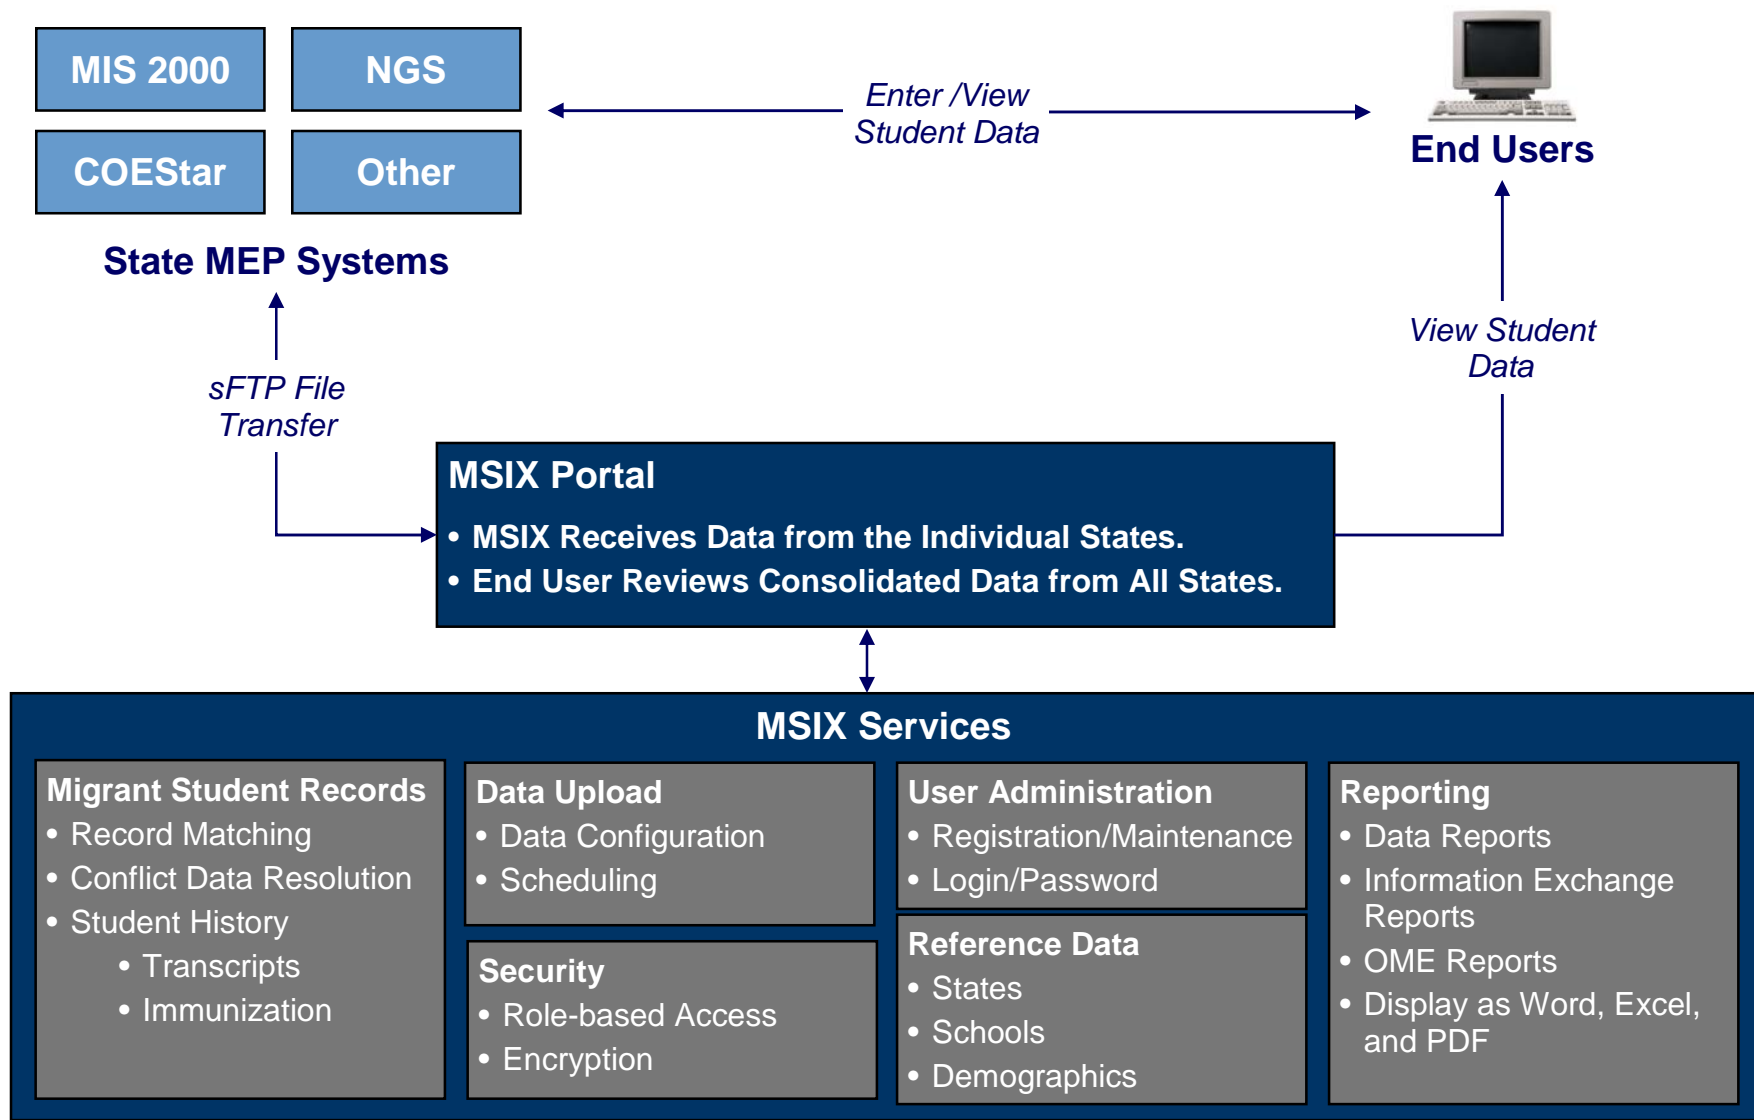 MIS 2000
NGS
COEStar
Other
State MEP Systems
Enter /View
Student Data
End Users
sFTP File
Transfer
View Student
Data
MSIX Portal
• MSIX Receives Data from the Individual States.
• End User Reviews Consolidated Data from All States.
MSIX Services
Migrant Student Records
• Record Matching
• Conflict Data Resolution
• Student History
• Transcripts
• Immunization
Data Upload
• Data Configuration
• Scheduling
Security
• Role-based Access
• Encryption
User Administration
• Registration/Maintenance
• Login/Password
Reference Data
• States
• Schools
• Demographics
Reporting
• Data Reports
• Information Exchange
Reports
• OME Reports
• Display as Word, Excel,
and PDF